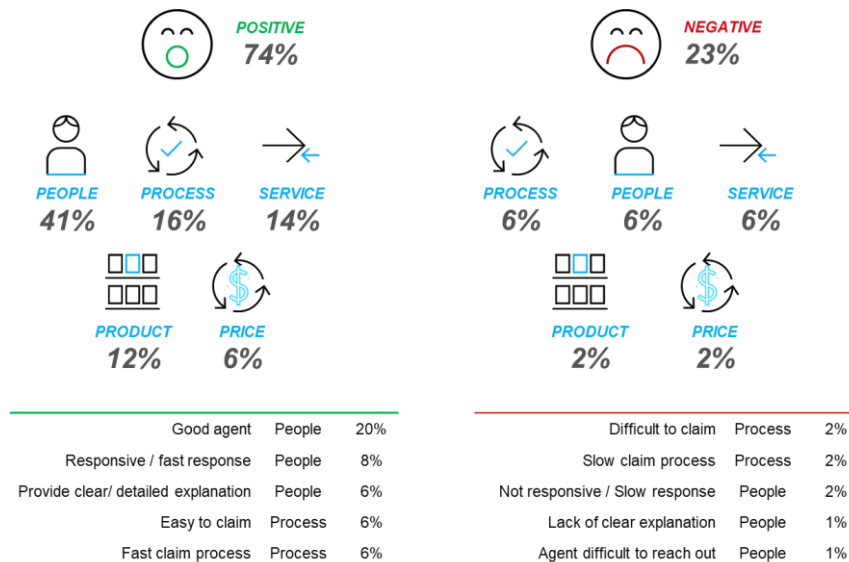 POSITIVE
74%
PEOPLE
41%
PROCESS
16%
SERVICE
14%
PRODUCT
12%
PRICE
6%
Good agent People 20%
Responsive / fast response People 8%
Provide clear/ detailed explanation People 6%
Easy to claim Process 6%
Fast claim process Process 6%
NEGATIVE
23%
PROCESS
6%
PEOPLE
6%
SERVICE
6%
PRODUCT
2%
PRICE
2%
Difficult to claim Process 2%
Slow claim process Process 2%
Not responsive / Slow response People 2%
Lack of clear explanation People 1%
Agent difficult to reach out People 1%